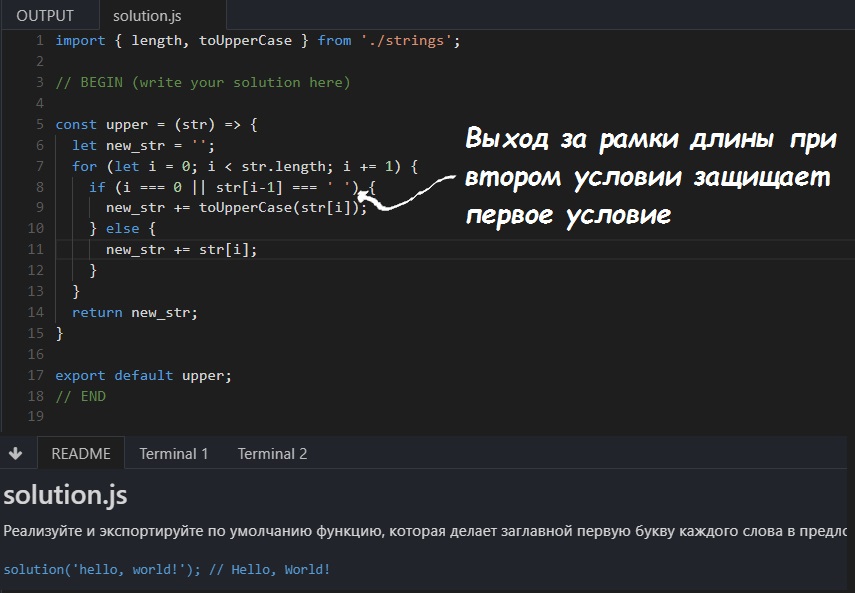 OUTPUT solution.js
1 import { length, toUpperCase } from './strings';
2
3 // BEGIN (write your solution here)
4
5 const upper = (str) => {
6 let new_str = '';
7 for (let i = 0; i < str.length; i += 1) {
8 if (i === 0 || str[i-1] === ' ') {
9 new_str += toUpperCase(str[i]);
10 } else {
11 new_str += str[i];
12 }
13 }
14 return new_str;
15 }
16
17 export default upper;
18 // END
19
Выход за рамки длины при
втором условии защищает
первое условие
README Terminal 1 Terminal 2
solution.js
Реализуйте и экспортируйте по умолчанию функцию, которая делает заглавной первую букву каждого слова в предло
solution('hello, world!'); // Hello, World!